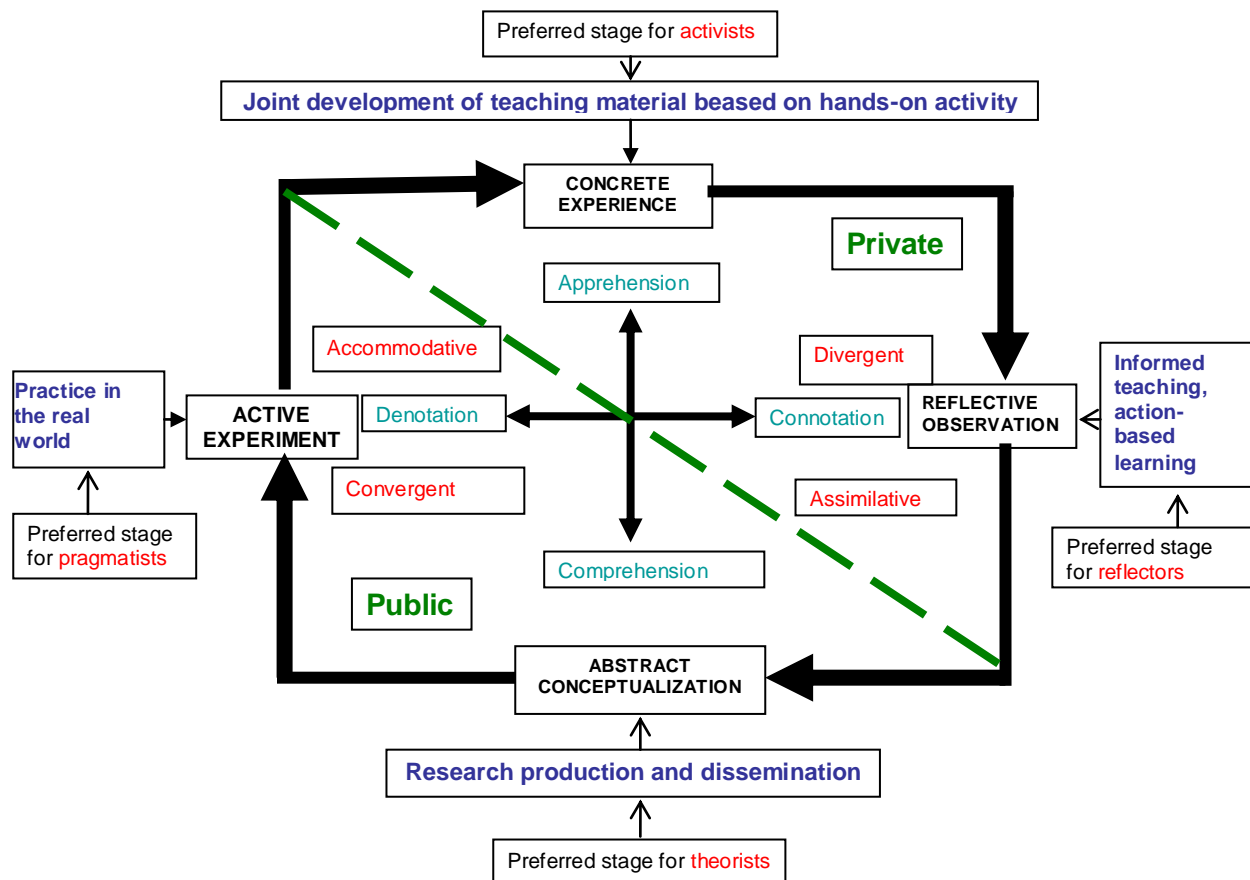 Preferred stage for activists
Joint development of teaching material beased on hands-on activity
CONCRETE
EXPERIENCE
Private
Apprehension
Accommodative
Divergent
Practice in
the real
world
ACTIVE
EXPERIMENT
Denotation
Connotation
REFLECTIVE
OBSERVATION
Informed
teaching,
action-
based
learning
Convergent
Assimilative
Preferred stage
for pragmatists
Preferred stage
for reflectors
Comprehension
Public
ABSTRACT
CONCEPTUALIZATION
Research production and dissemination
Preferred stage for theorists